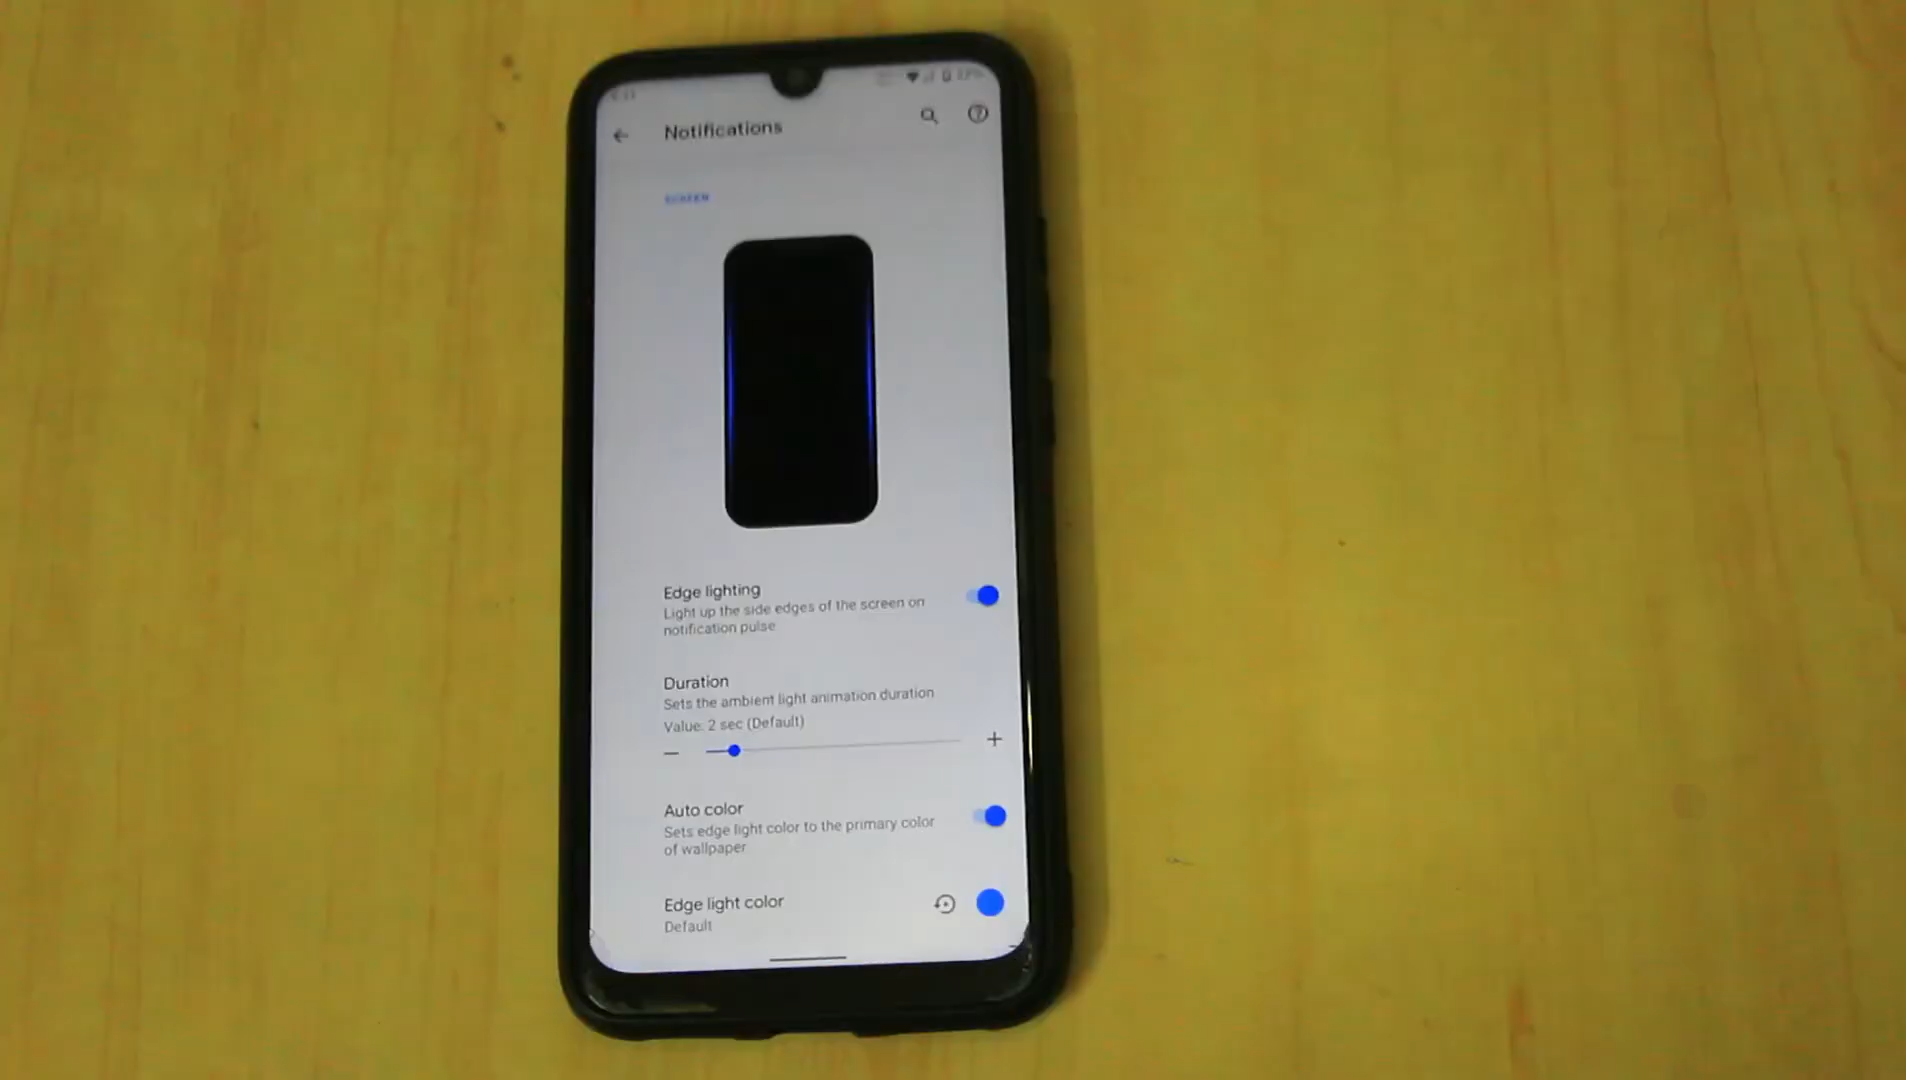 Notifications
SCREEN
Edge lighting
Light up the side edges of the screen on
notification pulse
Duration
Sets the ambient light animation duration
Value: 2 sec (Default)
Auto color
Sets edge light color to the primary color
of wallpaper
Edge light color
Default